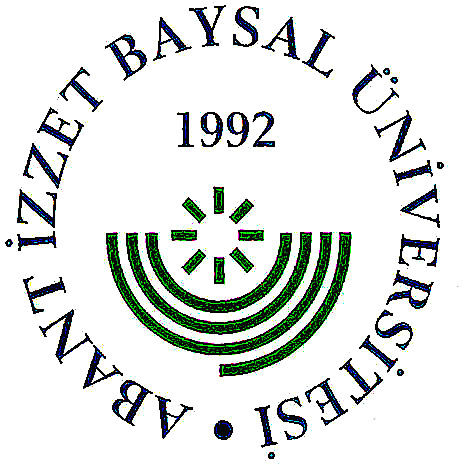 ABANT İZZET BAYSAL ÜNİVERSİTESİ •
1992